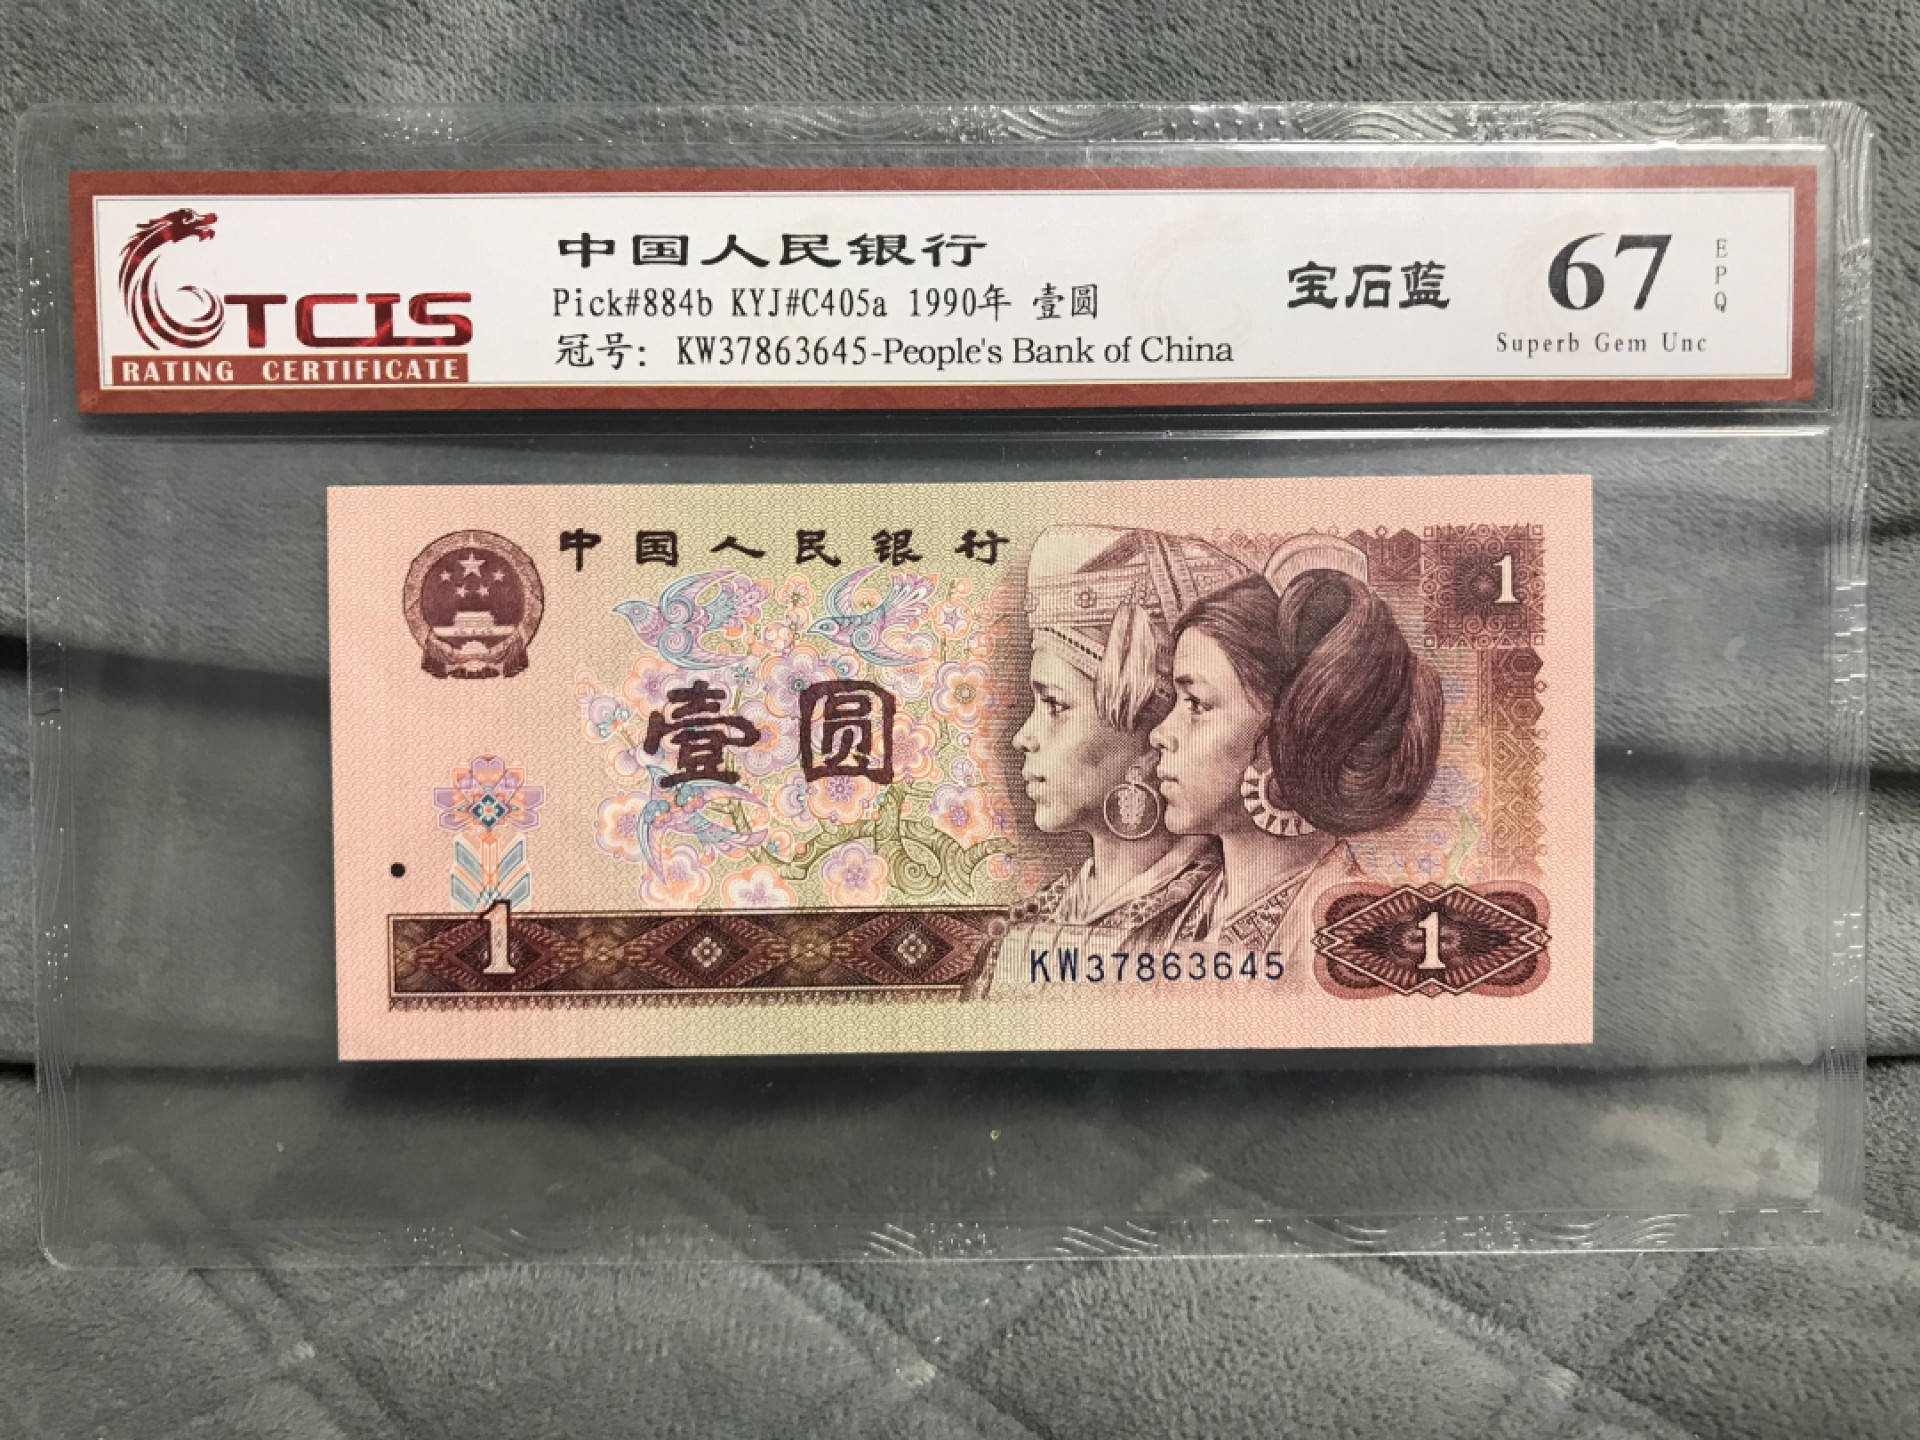 TCIS
RATING CERTIFICATE
中国人民银行
Pick#884b KYJ#C405a 1990年 壹圆
冠号: KW37863645-People's Bank of China
宝石蓝
67
EPQ
Superb Gem Unc
中国人民银行
1
壹圆
1
KW37863645
1